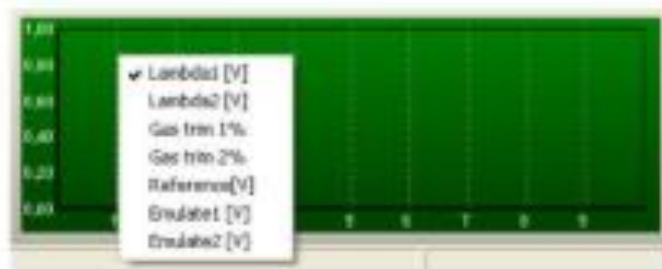 1,00
0,80
0,60
0,40
0,20
0,00
✓ Lambda1 [V]
Lambda2 [V]
Gas trim 1%
Gas trim 2%
Reference[V]
Emulate1 [V]
Emulate2 [V]
5 6 7 8 9